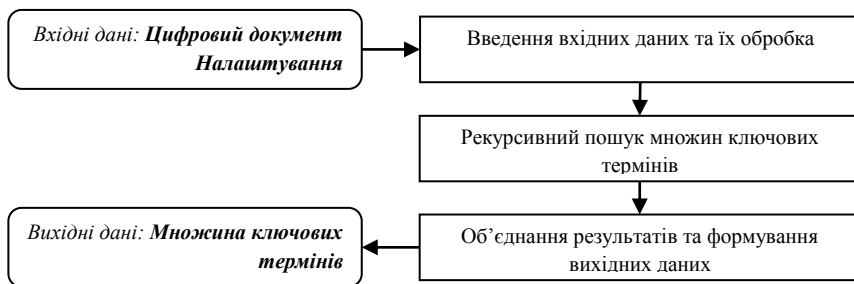 Вхідні дані: Цифровий документ
Налаштування
Введення вхідних даних та їх обробка
Рекурсивний пошук множин ключових
термінів
Вихідні дані: Множина ключових
термінів
Об’єднання результатів та формування
вихідних даних